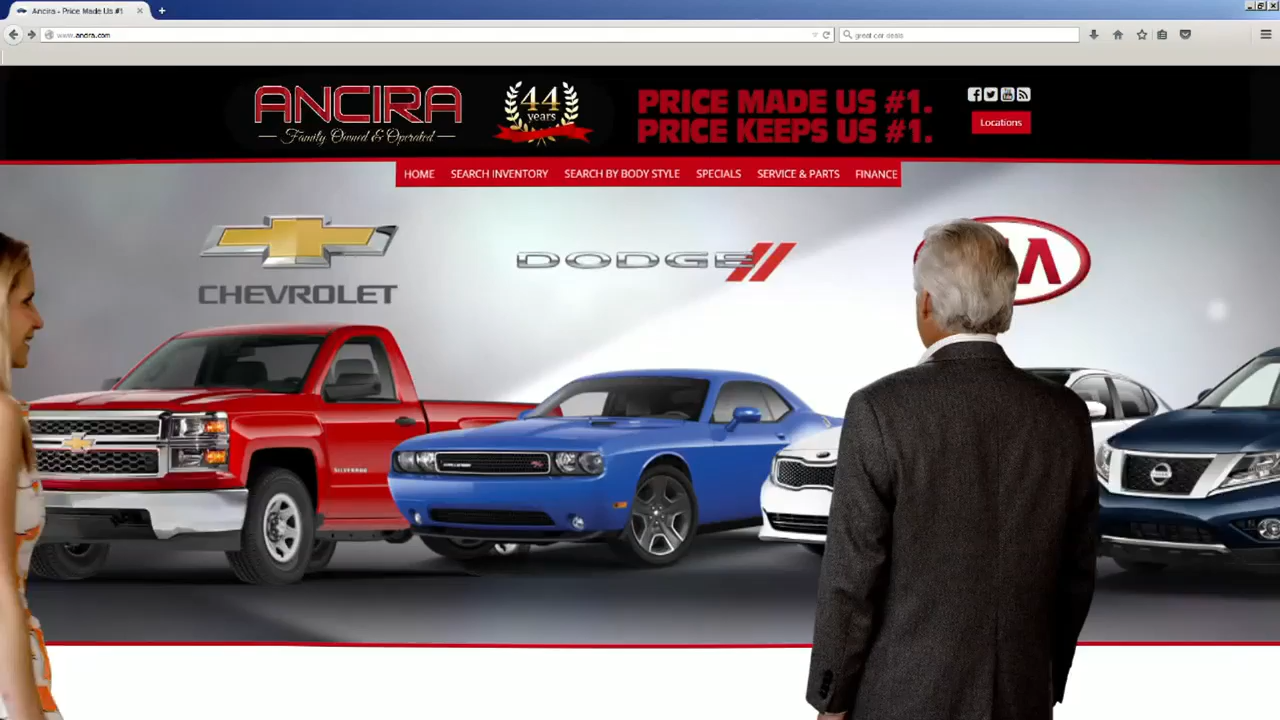 Ancira - Price Made Us #1
www.ancira.com
great car deals
ANCIRA
Family Owned & Operated
44
years
PRICE MADE US #1.
PRICE KEEPS US #1.
Locations
HOME SEARCH INVENTORY SEARCH BY BODY STYLE SPECIALS SERVICE & PARTS FINANCE
CHEVROLET
DODGE
SILVERADO